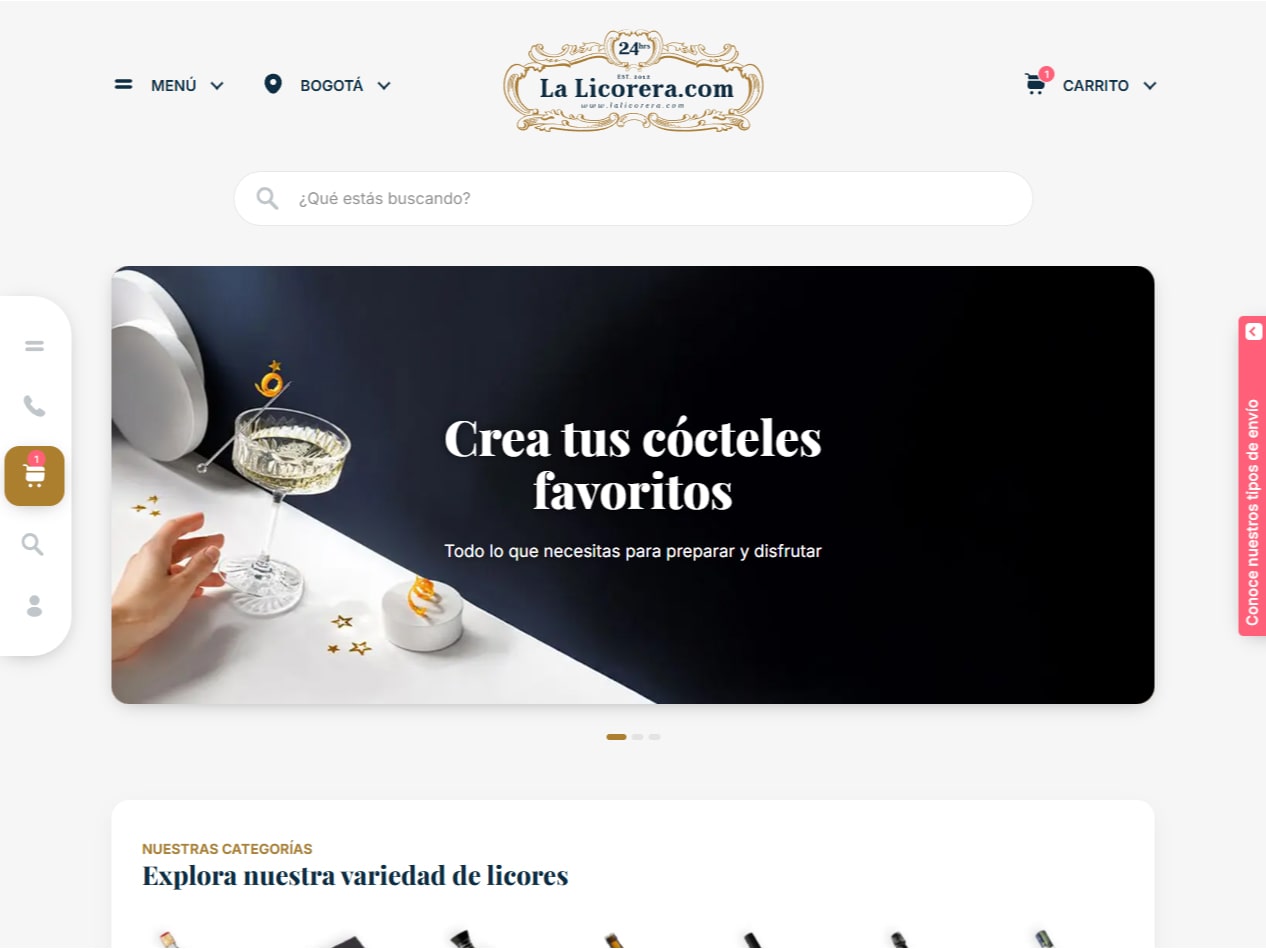 MENÚ
BOGOTÁ
24hrs
EST. 2012
La Licorera.com
www.lalicorera.com
1
CARRITO
¿Qué estás buscando?
1
Crea tus cócteles
favoritos
Todo lo que necesitas para preparar y disfrutar
Conoce nuestros tipos de envío
NUESTRAS CATEGORÍAS
Explora nuestra variedad de licores